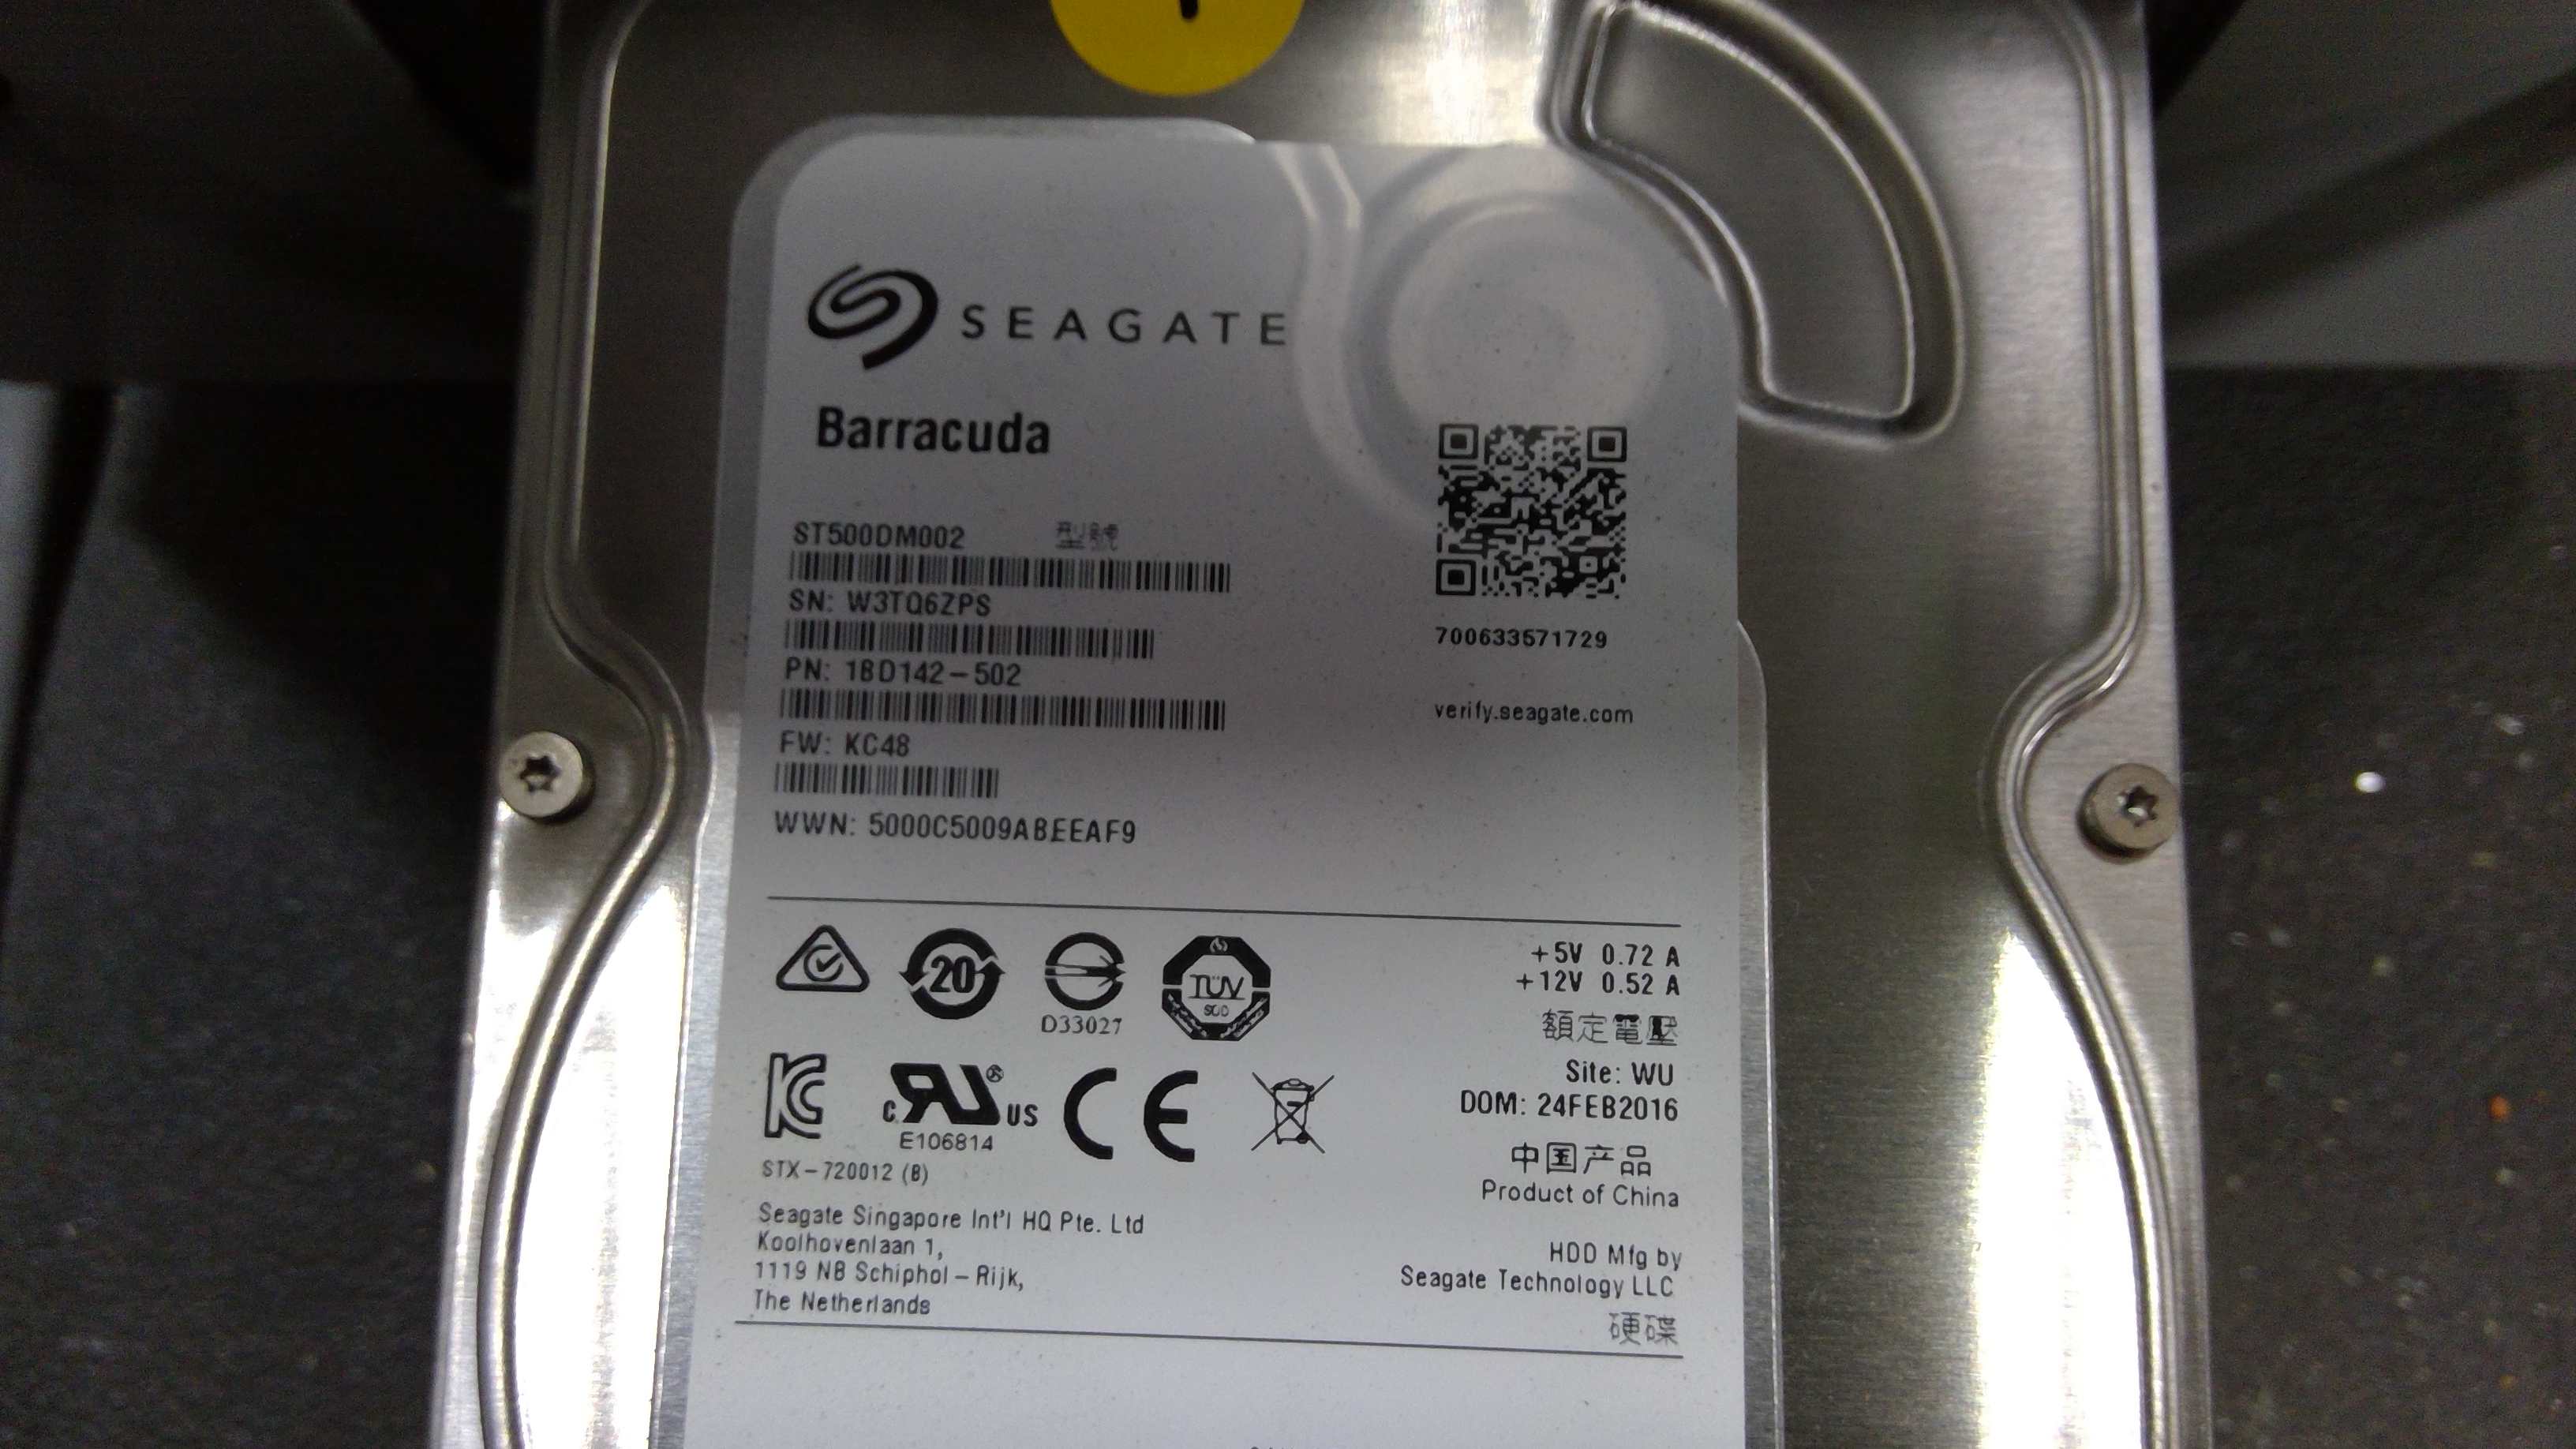 SEAGATE
Barracuda
ST500DM002 型號
SN: W3TQ6ZPS
PN: 1BD142-502
FW: KC48
WWN: 5000C5009ABEEAF9
700633571729
verify.seagate.com
20
D33027
TÜV
SÜD
+5V 0.72 A
+12V 0.52 A
額定電壓
Site: WU
DOM: 24FEB2016
中国产品
Product of China
c US ®
E106814
CE
STX-720012 (B)
Seagate Singapore Int'l HQ Pte. Ltd
Koolhovenlaan 1,
1119 NB Schiphol-Rijk,
The Netherlands
HDD Mfg by
Seagate Technology LLC
硬碟